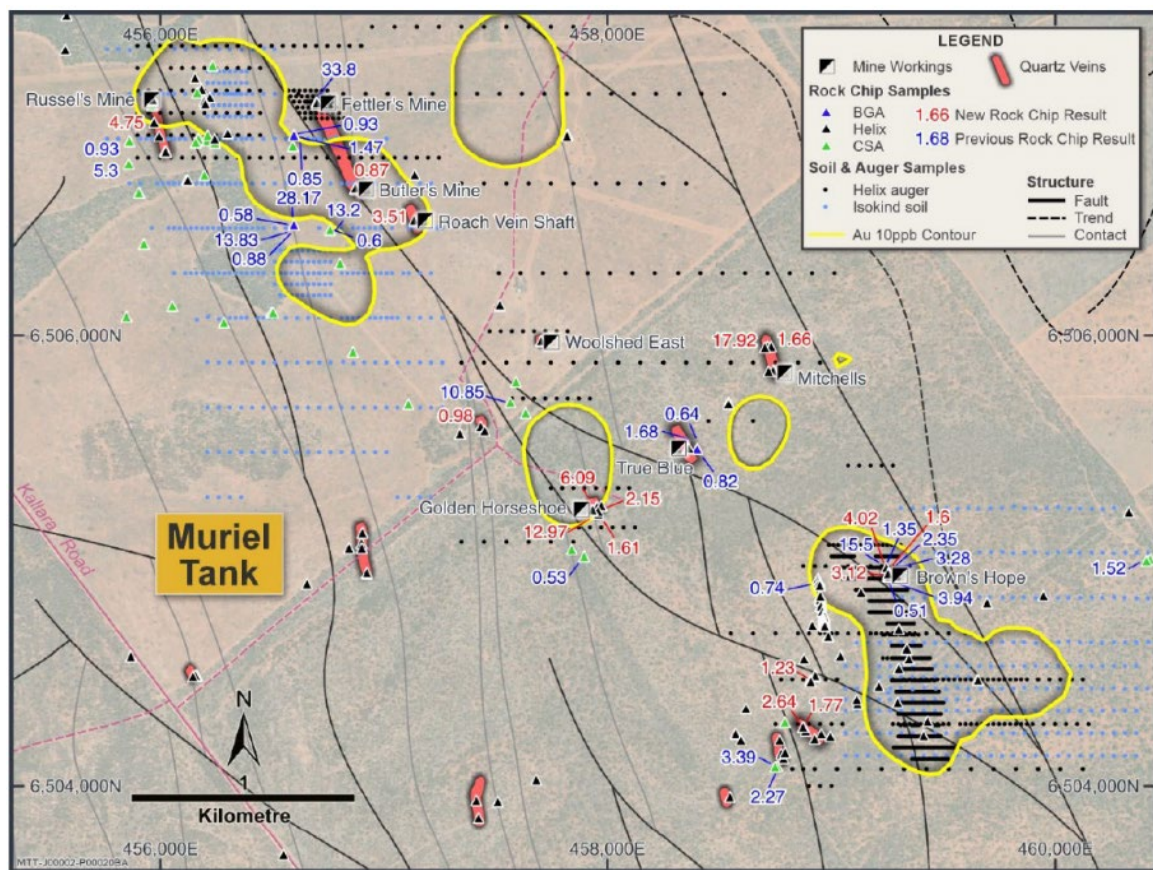 456,000E
458,000E
LEGEND
Mine Workings
Quartz Veins
Rock Chip Samples
BGA
1.66 New Rock Chip Result
Helix
1.68 Previous Rock Chip Result
CSA
Soil & Auger Samples
Helix auger
Isokind soil
Au 10ppb Contour
Structure
Fault
Trend
Contact
33.8
Russel's Mine
Fettler's Mine
4.75
0.93
0.93
1.47
5.3
0.85
0.87
Butler's Mine
28.17
0.58
13.2
3.51
Roach Vein Shaft
13.83
0.6
0.88
6,506,000N
6,506,000N
Woolshed East
17.92
1.66
Mitchells
10.85
0.98
0.64
1.68
True Blue
0.82
6.09
Golden Horseshoe
2.15
12.97
1.61
0.53
Kallara Road
Muriel
Tank
4.02
1.35
1.6
15.5
2.35
3.28
3.12
Brown's Hope
3.94
0.51
0.74
1.52
1.23
2.64
1.77
3.39
2.27
N
1
Kilometre
6,504,000N
6,504,000N
456,000E
458,000E
460,000E
MTT-J00002-P00020BA